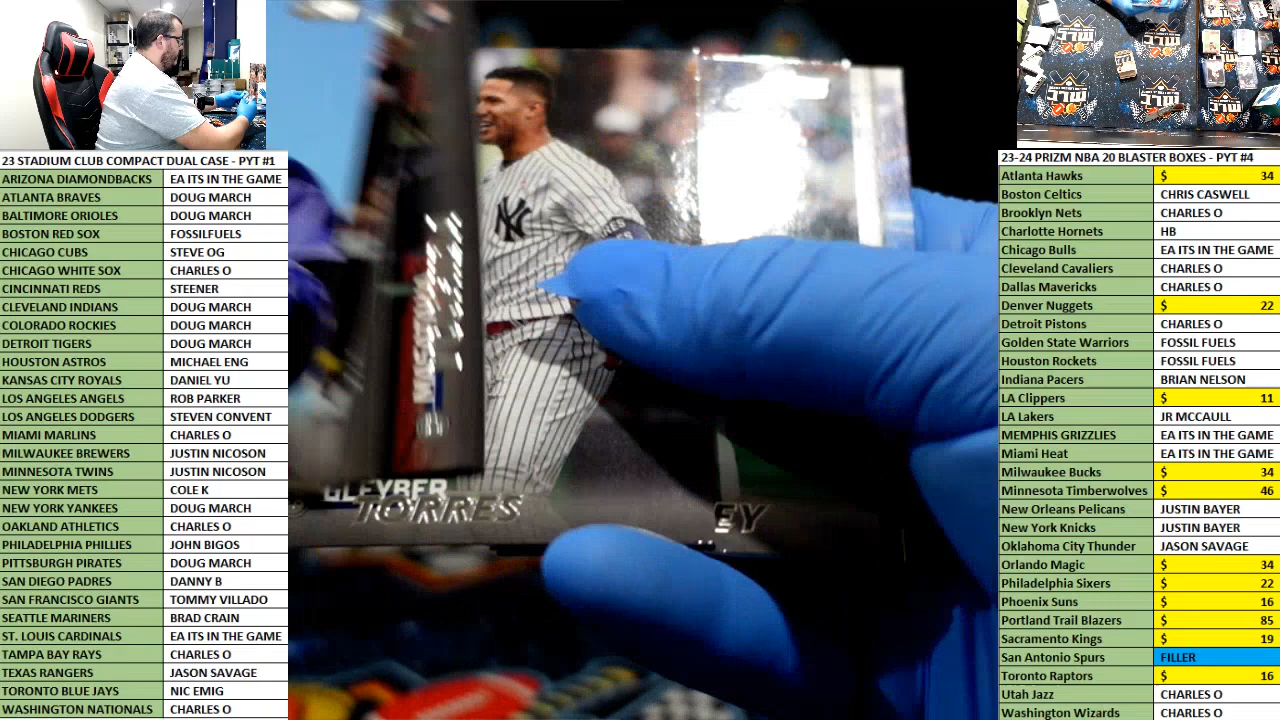 23 STADIUM CLUB COMPACT DUAL CASE - PYT #1
ARIZONA DIAMONDBACKS EA ITS IN THE GAME
ATLANTA BRAVES DOUG MARCH
BALTIMORE ORIOLES DOUG MARCH
BOSTON RED SOX FOSSILFUELS
CHICAGO CUBS STEVE OG
CHICAGO WHITE SOX CHARLES O
CINCINNATI REDS STEENER
CLEVELAND INDIANS DOUG MARCH
COLORADO ROCKIES DOUG MARCH
DETROIT TIGERS DOUG MARCH
HOUSTON ASTROS MICHAEL ENG
KANSAS CITY ROYALS DANIEL YU
LOS ANGELES ANGELS ROB PARKER
LOS ANGELES DODGERS STEVEN CONVENT
MIAMI MARLINS CHARLES O
MILWAUKEE BREWERS JUSTIN NICOSON
MINNESOTA TWINS JUSTIN NICOSON
NEW YORK METS COLE K
NEW YORK YANKEES DOUG MARCH
OAKLAND ATHLETICS CHARLES O
PHILADELPHIA PHILLIES JOHN BIGOS
PITTSBURGH PIRATES DOUG MARCH
SAN DIEGO PADRES DANNY B
SAN FRANCISCO GIANTS TOMMY VILLADO
SEATTLE MARINERS BRAD CRAIN
ST. LOUIS CARDINALS EA ITS IN THE GAME
TAMPA BAY RAYS CHARLES O
TEXAS RANGERS JASON SAVAGE
TORONTO BLUE JAYS NIC EMIG
WASHINGTON NATIONALS CHARLES O
NY
GLEYBER
TORRES
EY
23-24 PRIZM NBA 20 BLASTER BOXES - PYT #4
Atlanta Hawks $ 34
Boston Celtics CHRIS CASWELL
Brooklyn Nets CHARLES O
Charlotte Hornets HB
Chicago Bulls EA ITS IN THE GAME
Cleveland Cavaliers CHARLES O
Dallas Mavericks CHARLES O
Denver Nuggets $ 22
Detroit Pistons CHARLES O
Golden State Warriors FOSSIL FUELS
Houston Rockets FOSSIL FUELS
Indiana Pacers BRIAN NELSON
LA Clippers $ 11
LA Lakers JR MCCAULL
MEMPHIS GRIZZLIES EA ITS IN THE GAME
Miami Heat EA ITS IN THE GAME
Milwaukee Bucks $ 34
Minnesota Timberwolves $ 46
New Orleans Pelicans JUSTIN BAYER
New York Knicks JUSTIN BAYER
Oklahoma City Thunder JASON SAVAGE
Orlando Magic $ 34
Philadelphia Sixers $ 22
Phoenix Suns $ 16
Portland Trail Blazers $ 85
Sacramento Kings $ 19
San Antonio Spurs FILLER
Toronto Raptors $ 16
Utah Jazz CHARLES O
Washington Wizards CHARLES O